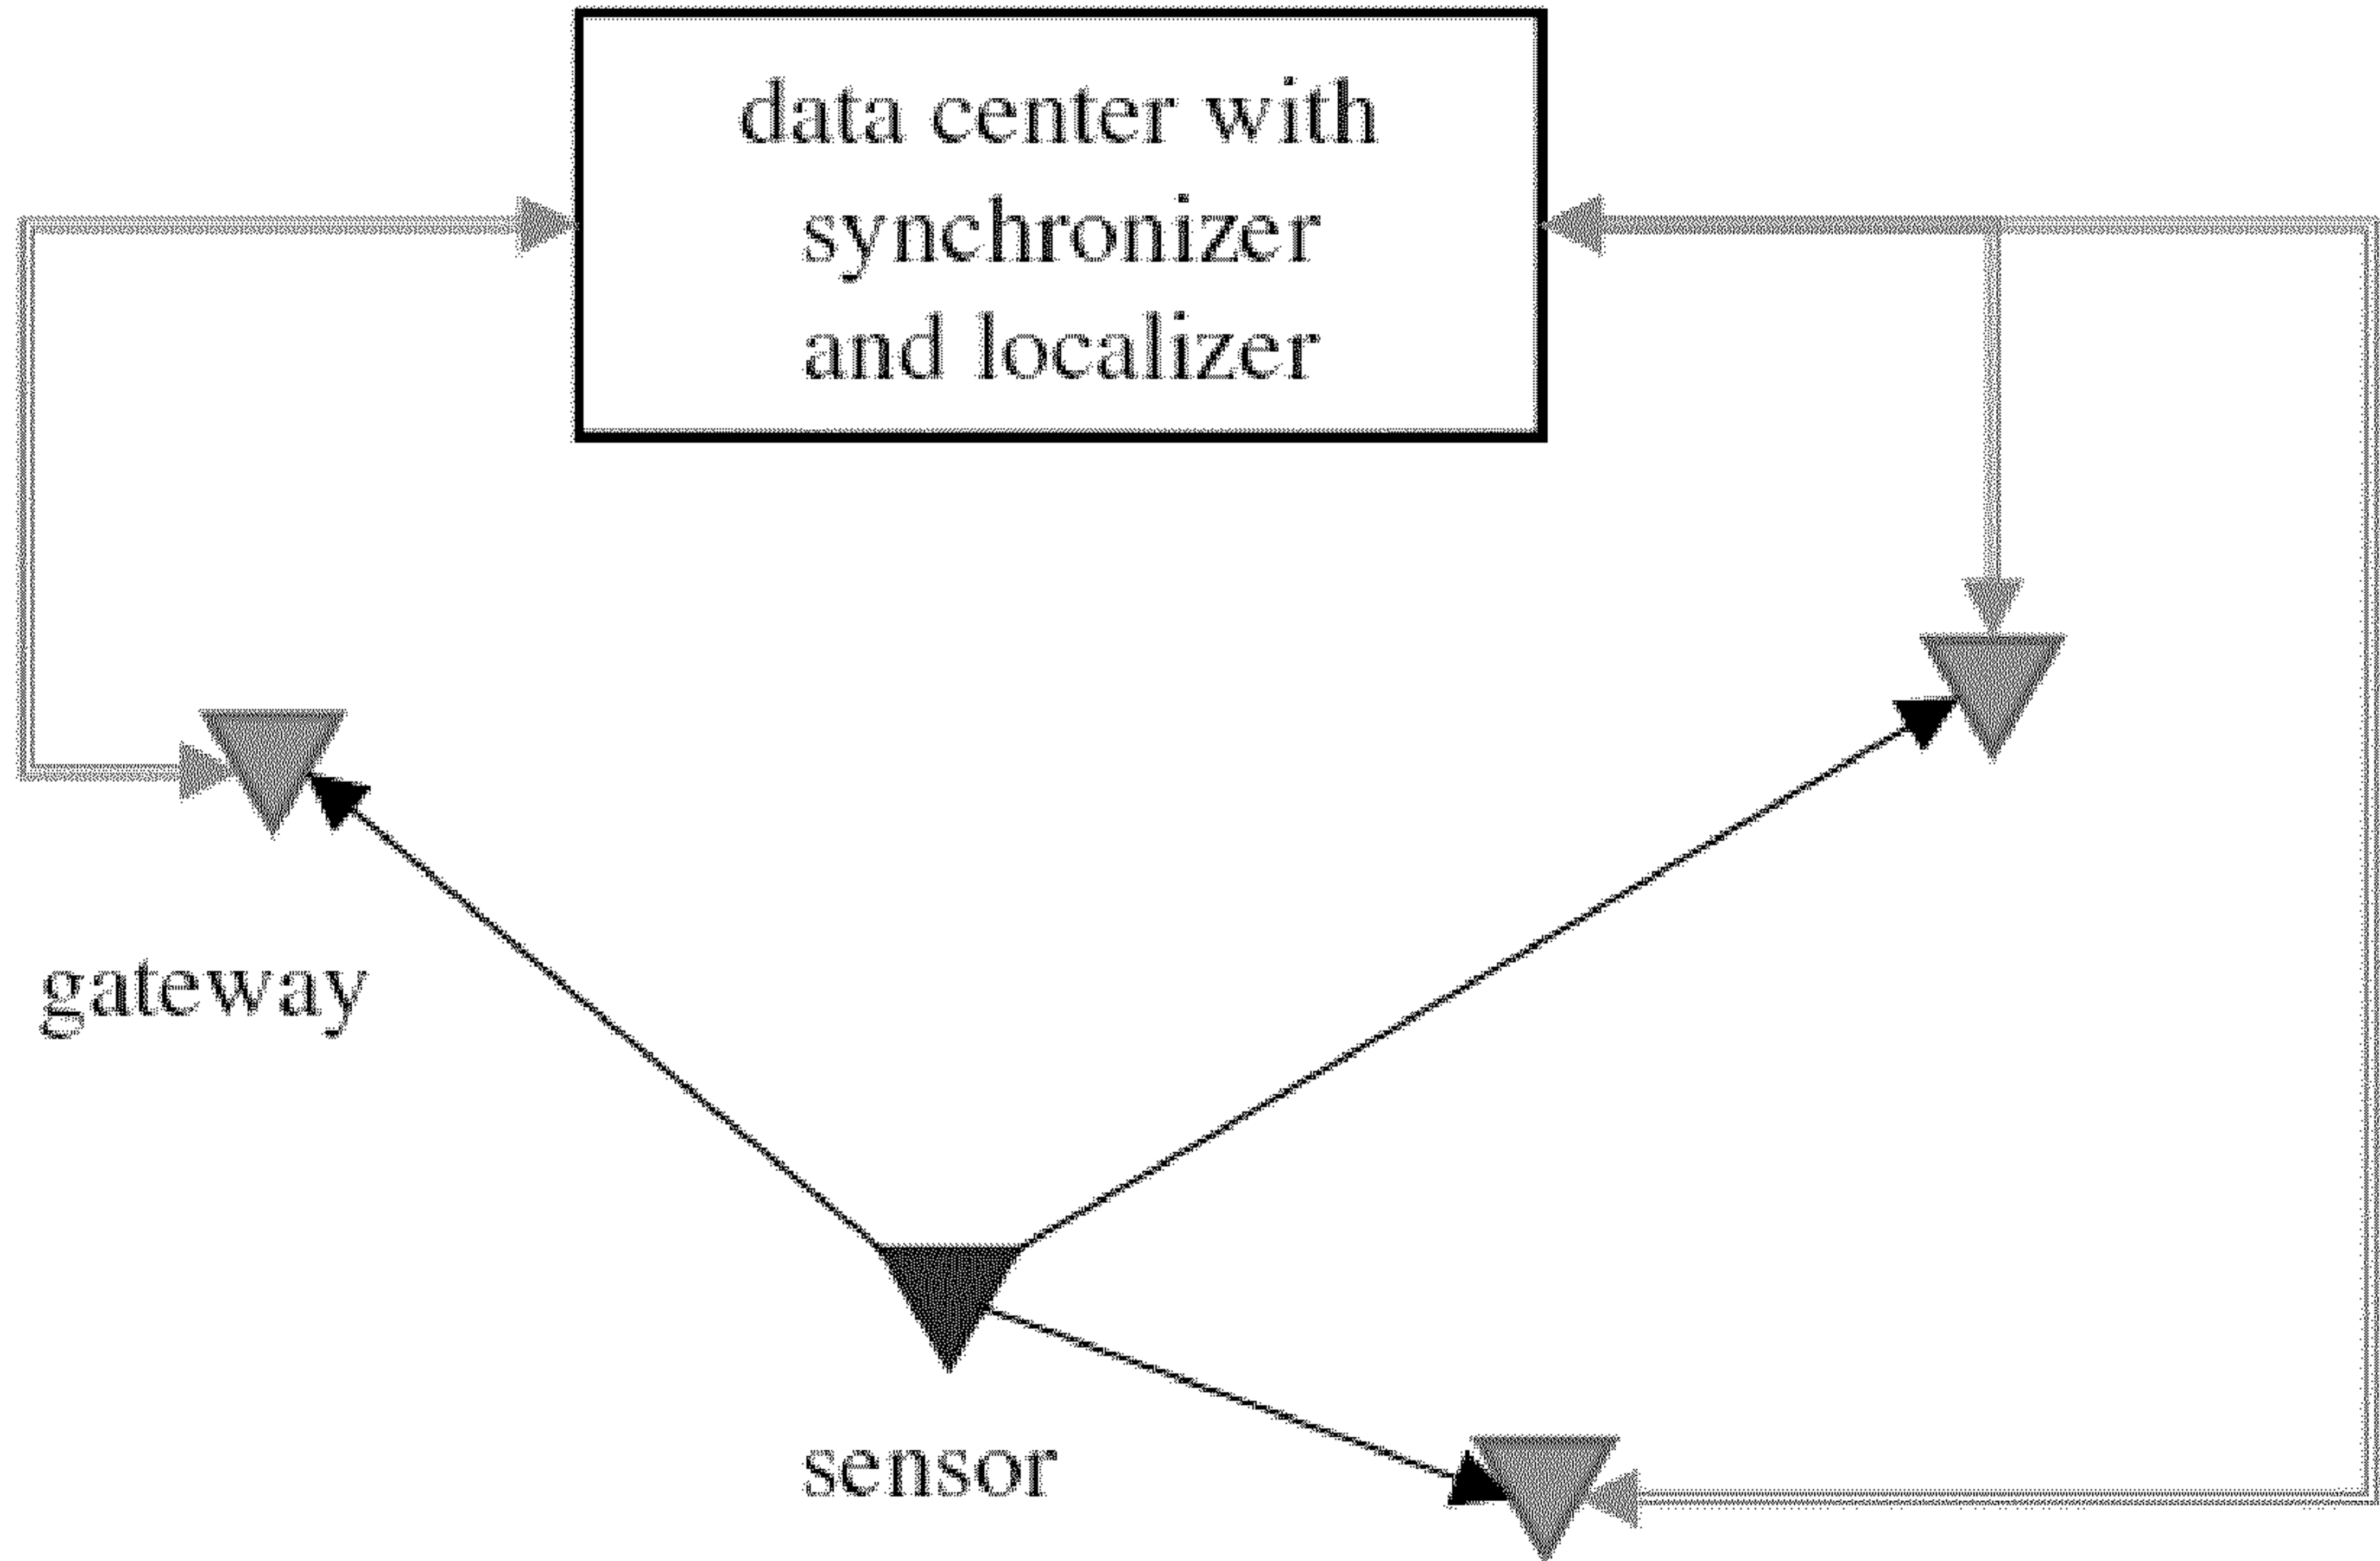 data center with
synchronizer
and localizer
gateway
sensor